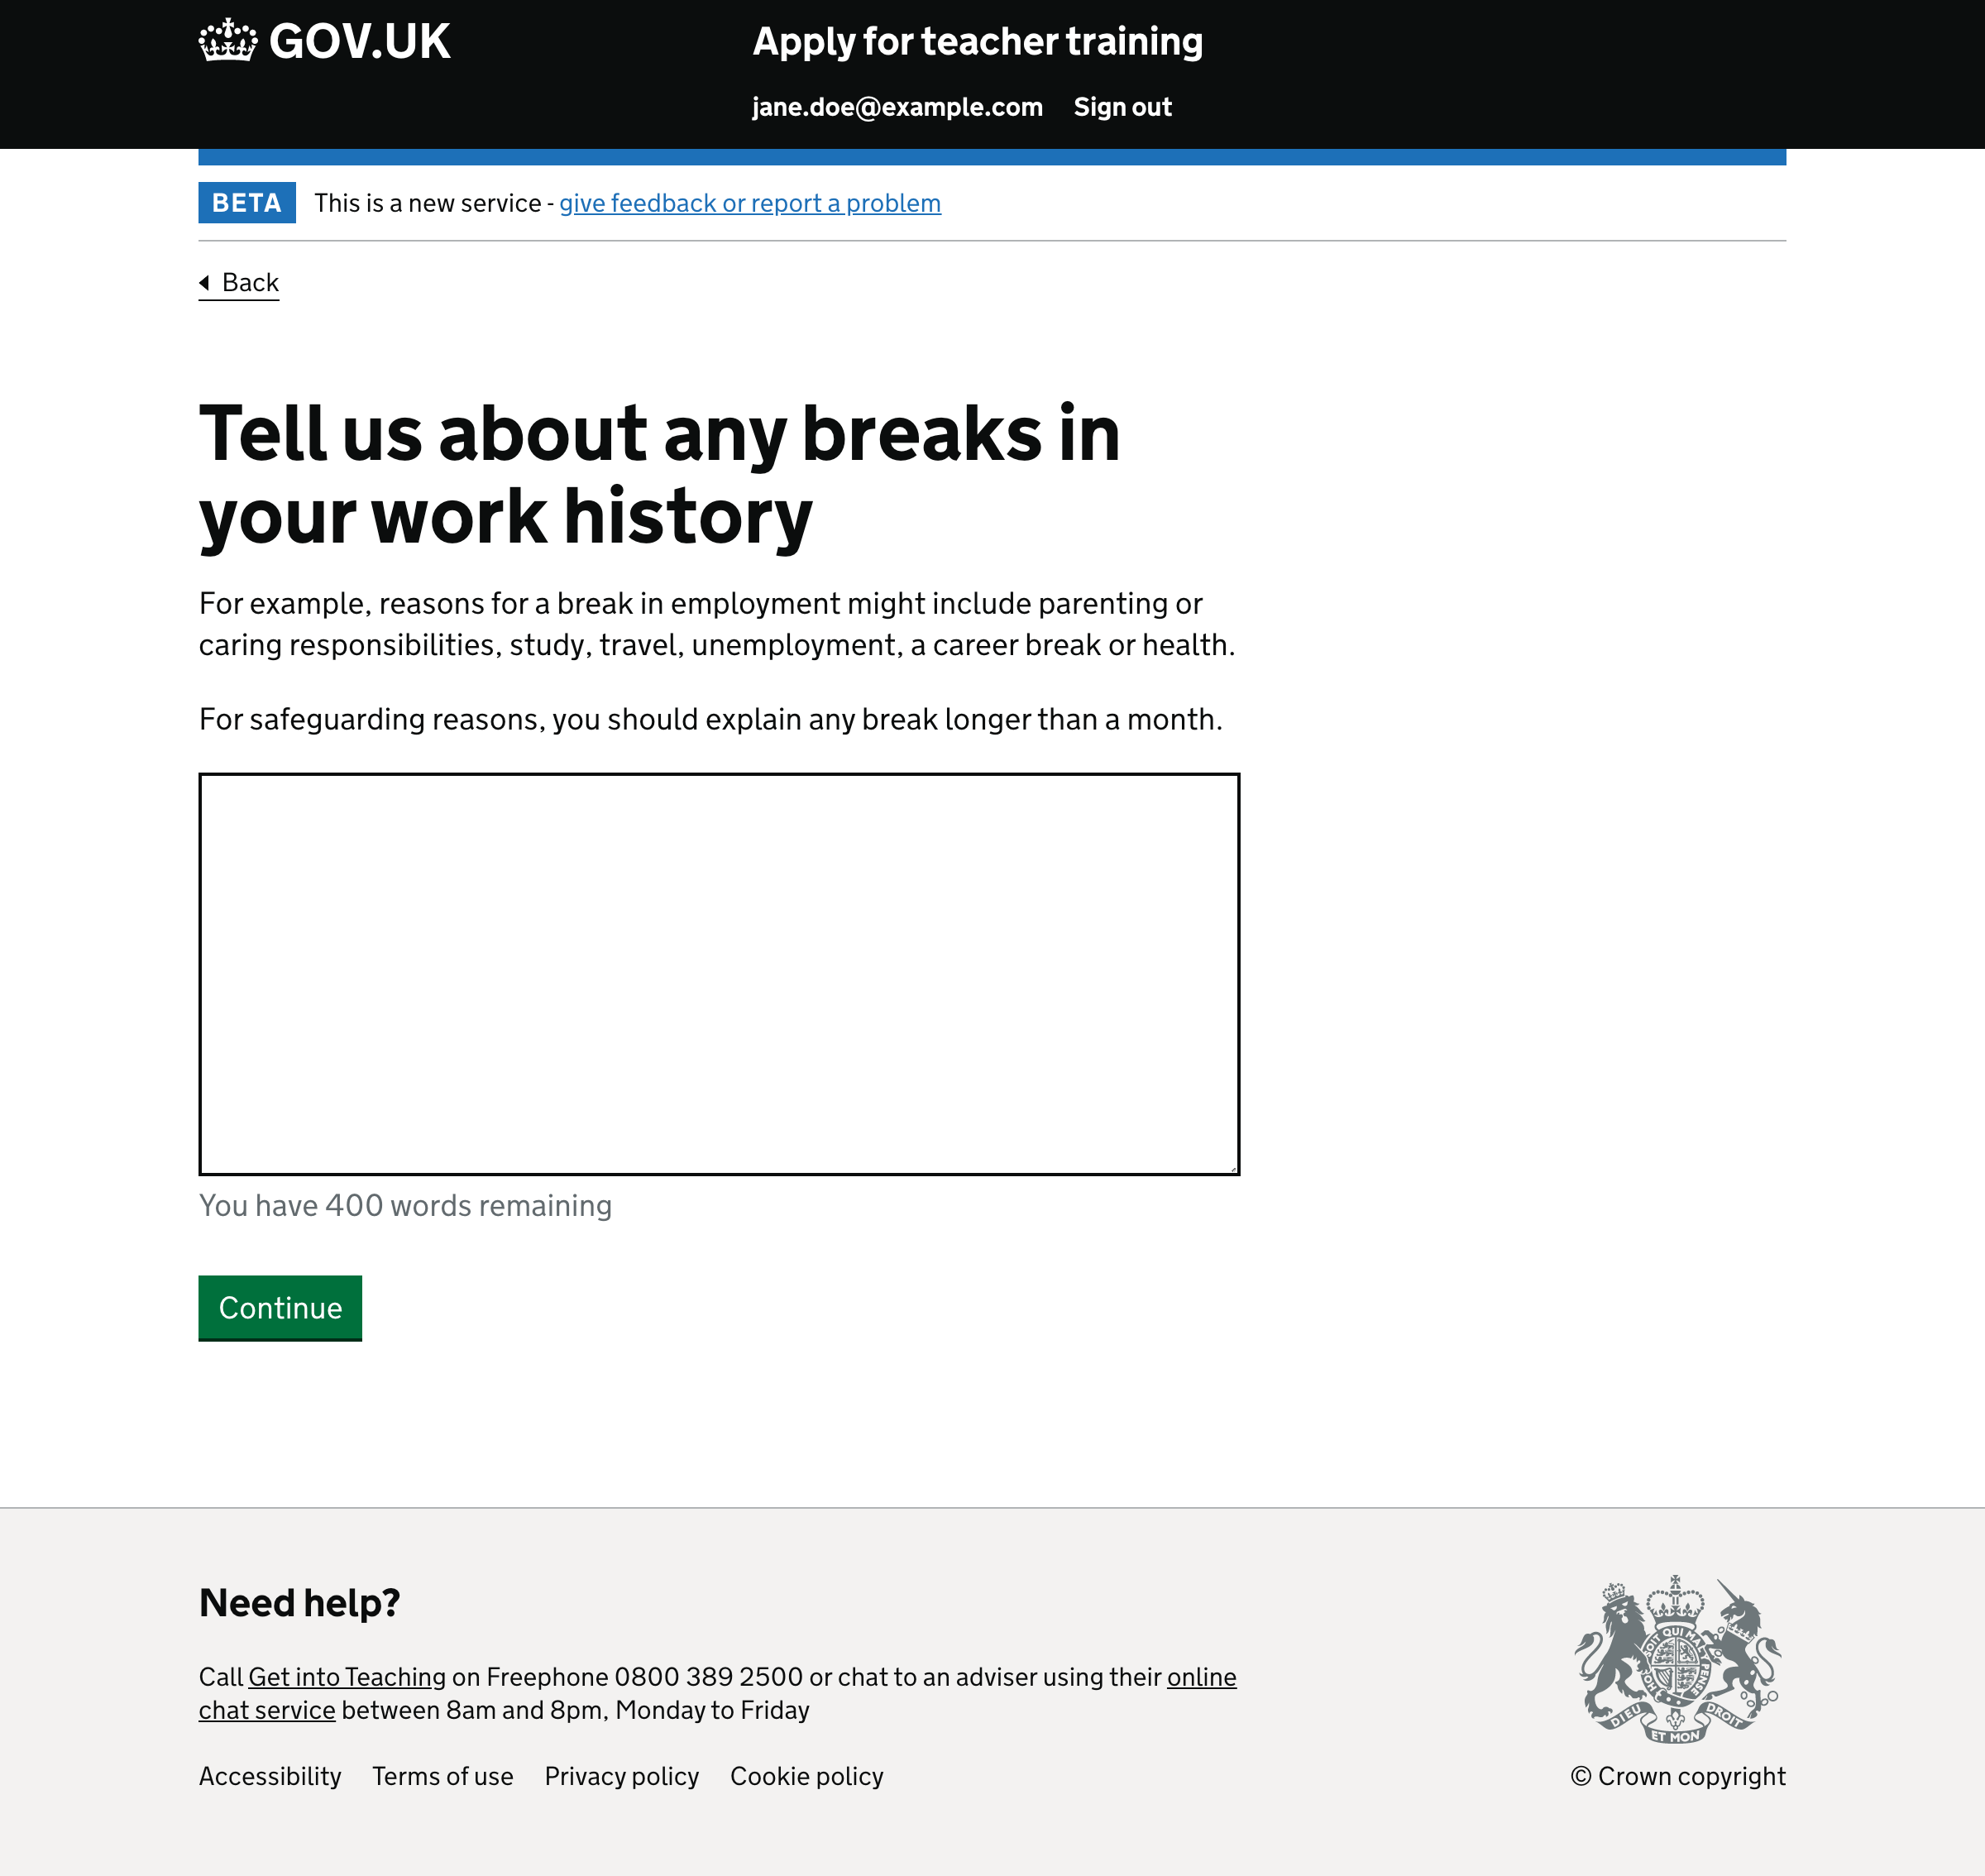 GOV.UK
Apply for teacher training
jane.doe@example.com Sign out
BETA This is a new service - give feedback or report a problem
Back
Tell us about any breaks in
your work history
For example, reasons for a break in employment might include parenting or
caring responsibilities, study, travel, unemployment, a career break or health.
For safeguarding reasons, you should explain any break longer than a month.
You have 400 words remaining
Continue
Need help?
Call Get into Teaching on Freephone 0800 389 2500 or chat to an adviser using their online
chat service between 8am and 8pm, Monday to Friday
Accessibility Terms of use Privacy policy Cookie policy
SOIT QUI MAL
PENSE
HON
DIEU ET MON DROIT
© Crown copyright